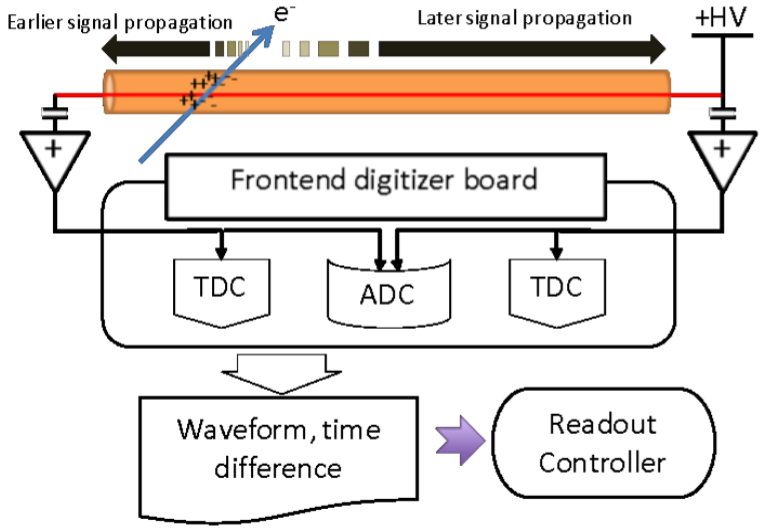 Earlier signal propagation
e-
Later signal propagation
+HV
++
++
++
++
+
+
Frontend digitizer board
TDC
ADC
TDC
Waveform, time
difference
Readout
Controller